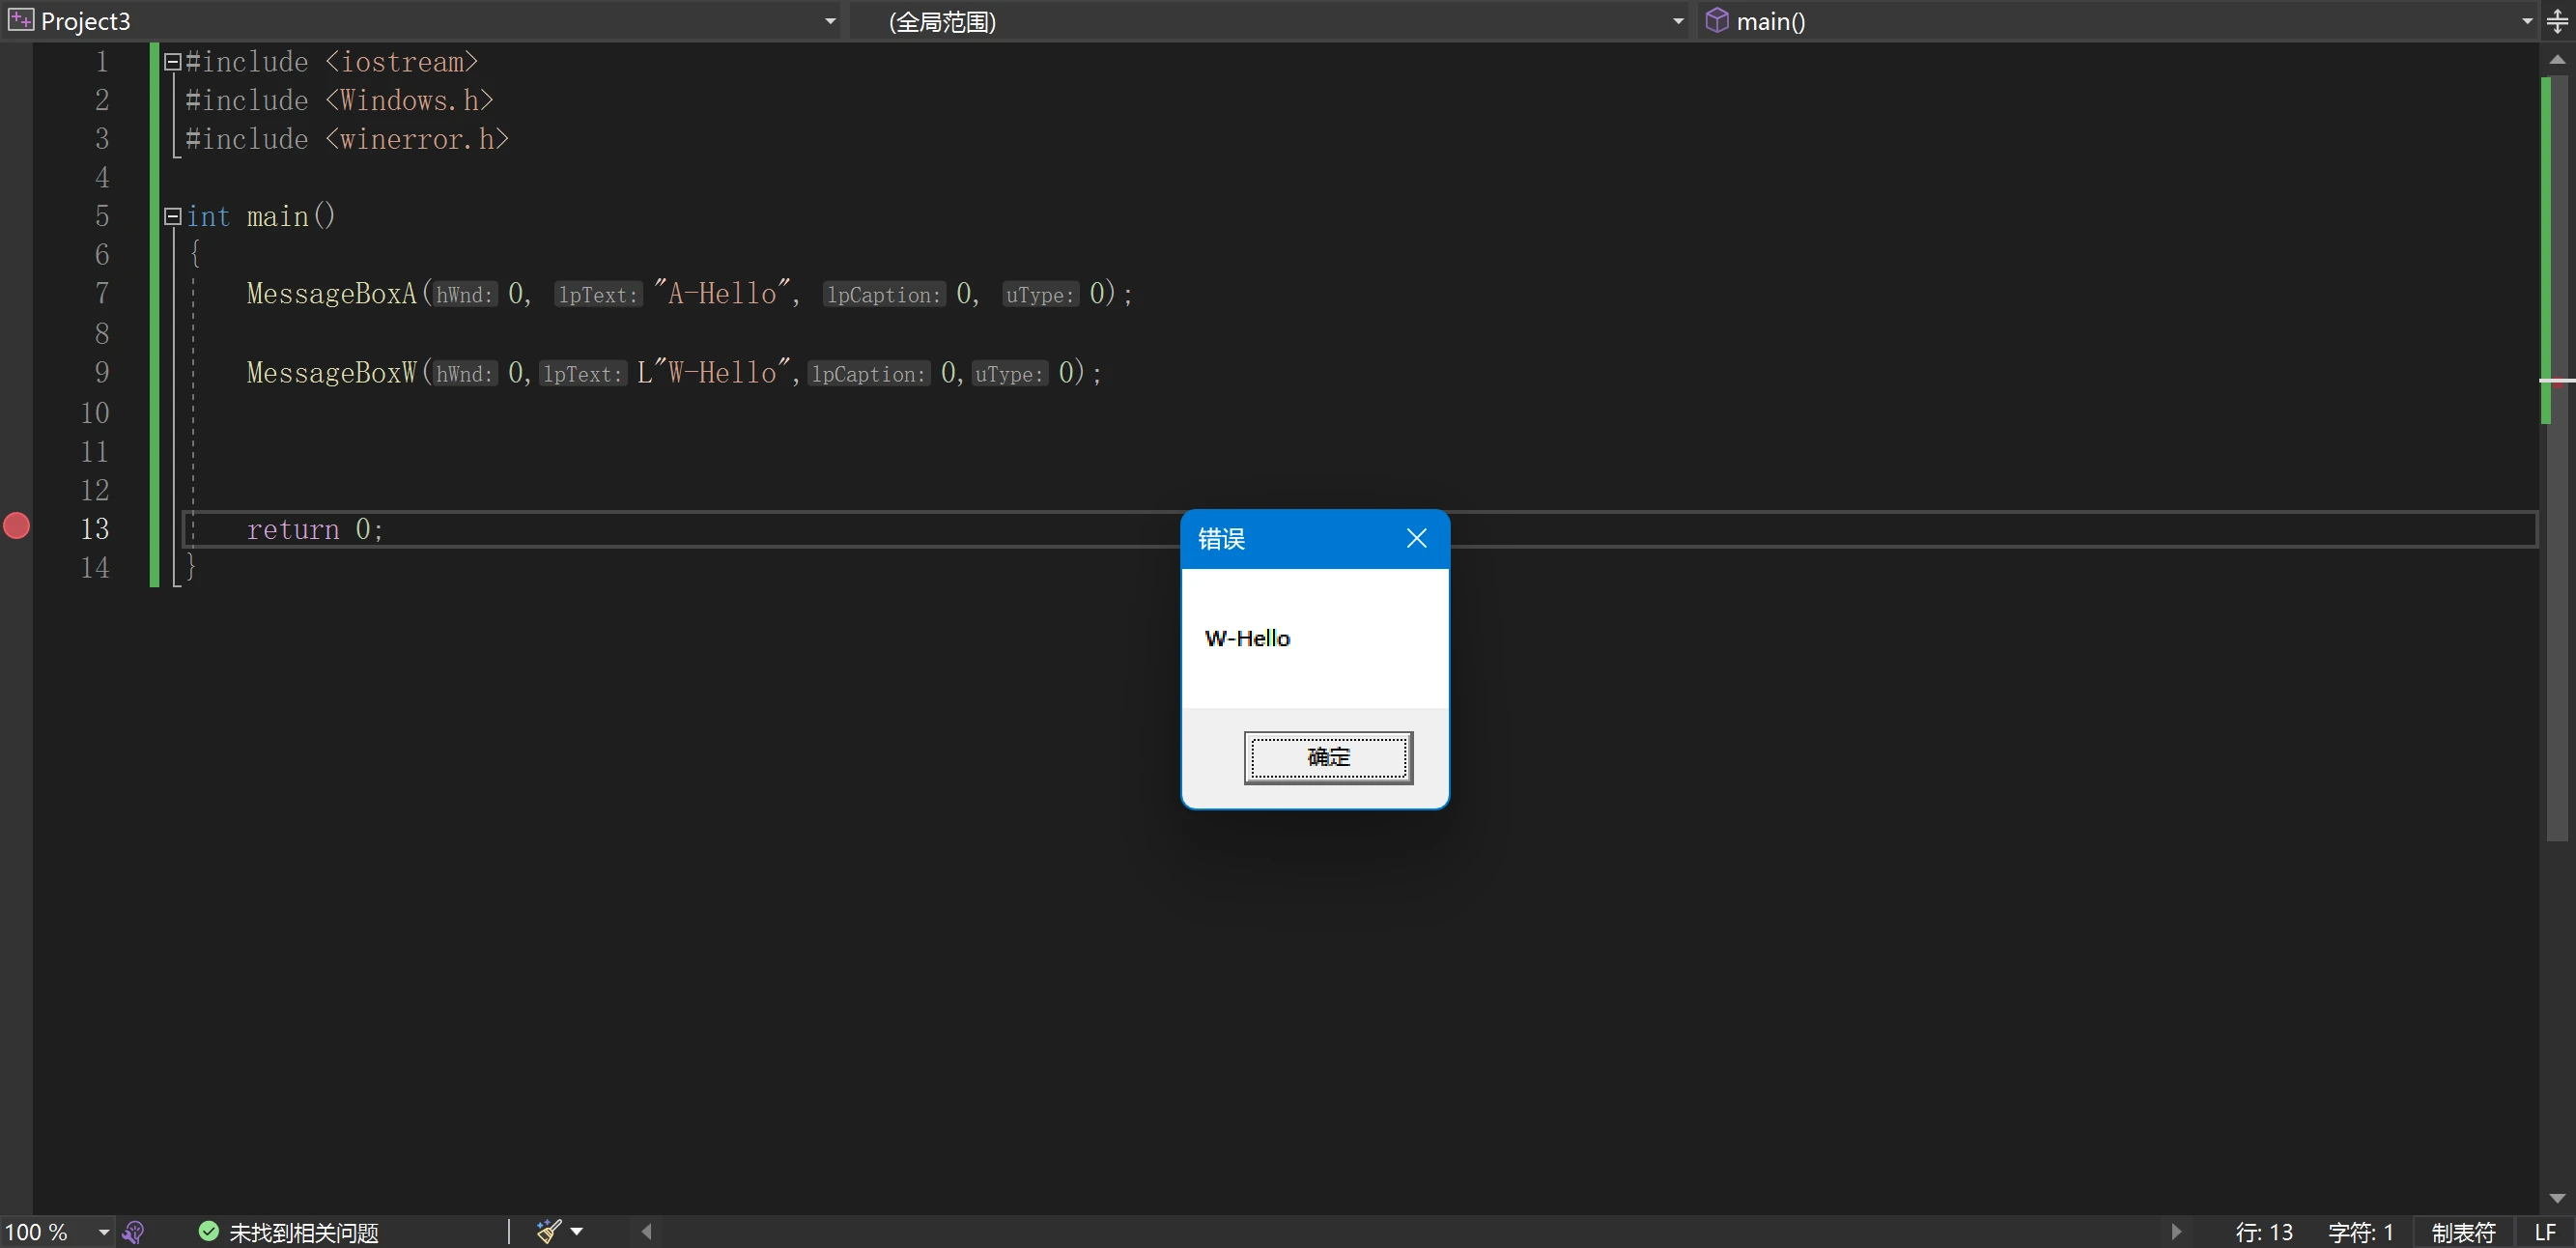 Project3 (全局范围) main()
1 #include <iostream>
2 #include <Windows.h>
3 #include <winerror.h>
4
5 int main()
6 {
7 MessageBoxA(hWnd: 0, lpText: "A-Hello", lpCaption: 0, uType: 0);
8
9 MessageBoxW(hWnd: 0, lpText: L"W-Hello", lpCaption: 0, uType: 0);
10
11
12
13 return 0;
14 }
错误
W-Hello
确定
100 % 未找到相关问题 行: 13 字符: 1 制表符 LF